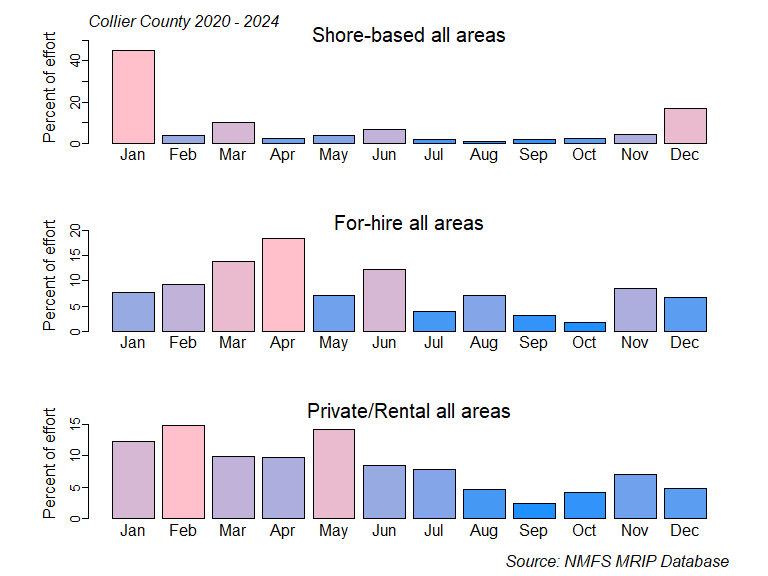 Collier County 2020 - 2024
Shore-based all areas
Percent of effort
0 20 40
Jan Feb Mar Apr May Jun Jul Aug Sep Oct Nov Dec
For-hire all areas
Percent of effort
0 5 10 15 20
Jan Feb Mar Apr May Jun Jul Aug Sep Oct Nov Dec
Private/Rental all areas
Percent of effort
0 5 10 15
Jan Feb Mar Apr May Jun Jul Aug Sep Oct Nov Dec
Source: NMFS MRIP Database